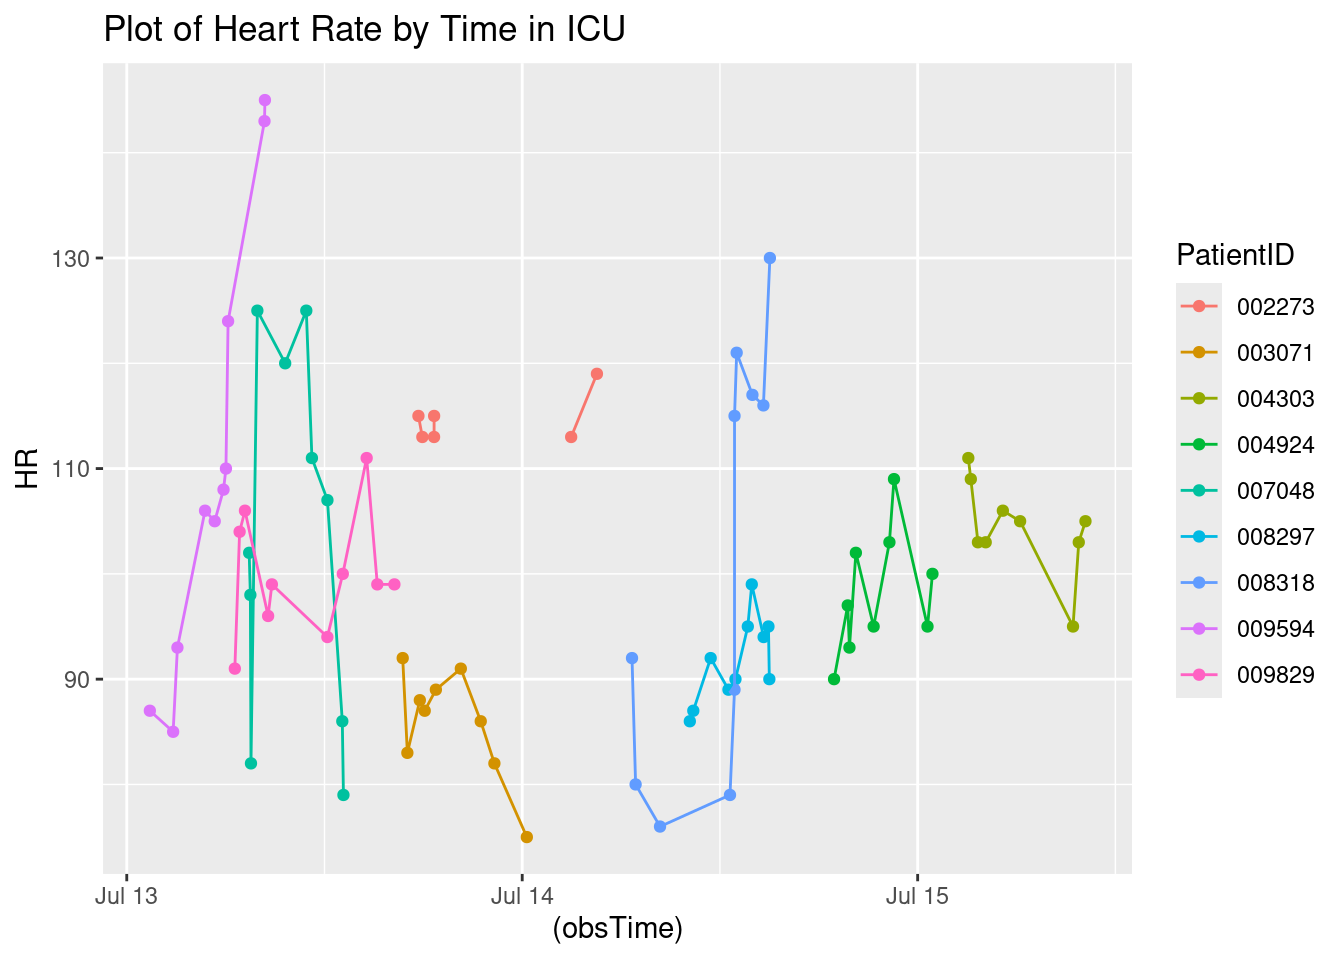 Plot of Heart Rate by Time in ICU
130
110
90
HR
Jul 13
Jul 14
Jul 15
(obsTime)
PatientID
002273
003071
004303
004924
007048
008297
008318
009594
009829